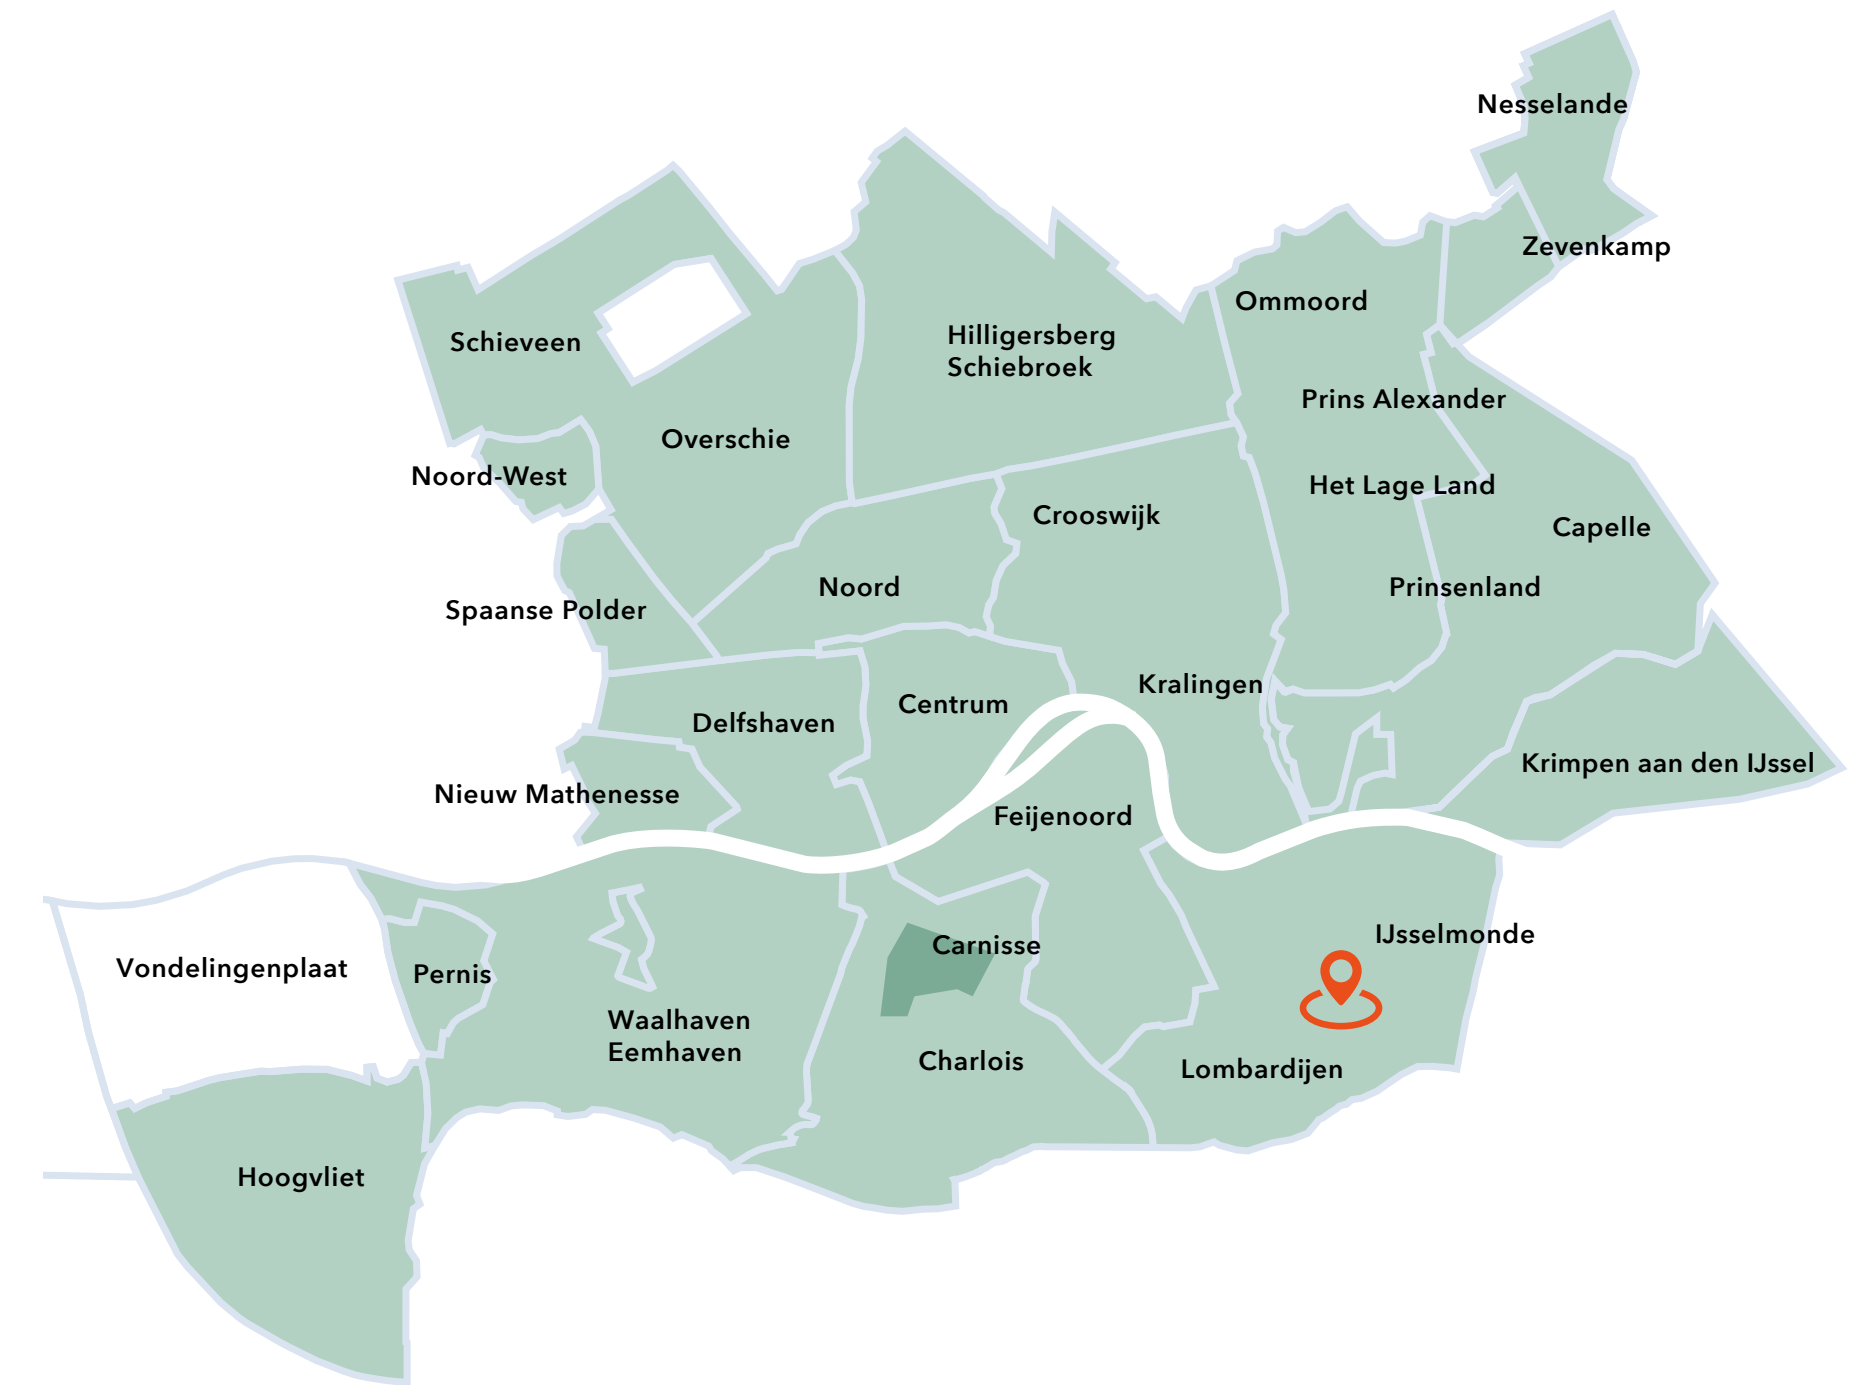 Nesselande
Zevenkamp
Ommoord
Hilligersberg
Schiebroek
Schieveen
Prins Alexander
Overschie
Noord-West
Het Lage Land
Crooswijk
Capelle
Noord
Prinsenland
Spaanse Polder
Kralingen
Centrum
Delfshaven
Krimpen aan den IJssel
Nieuw Mathenesse
Feijenoord
IJsselmonde
Carnisse
Vondelingenplaat
Pernis
Waalhaven
Eemhaven
Charlois
Lombardijen
Hoogvliet